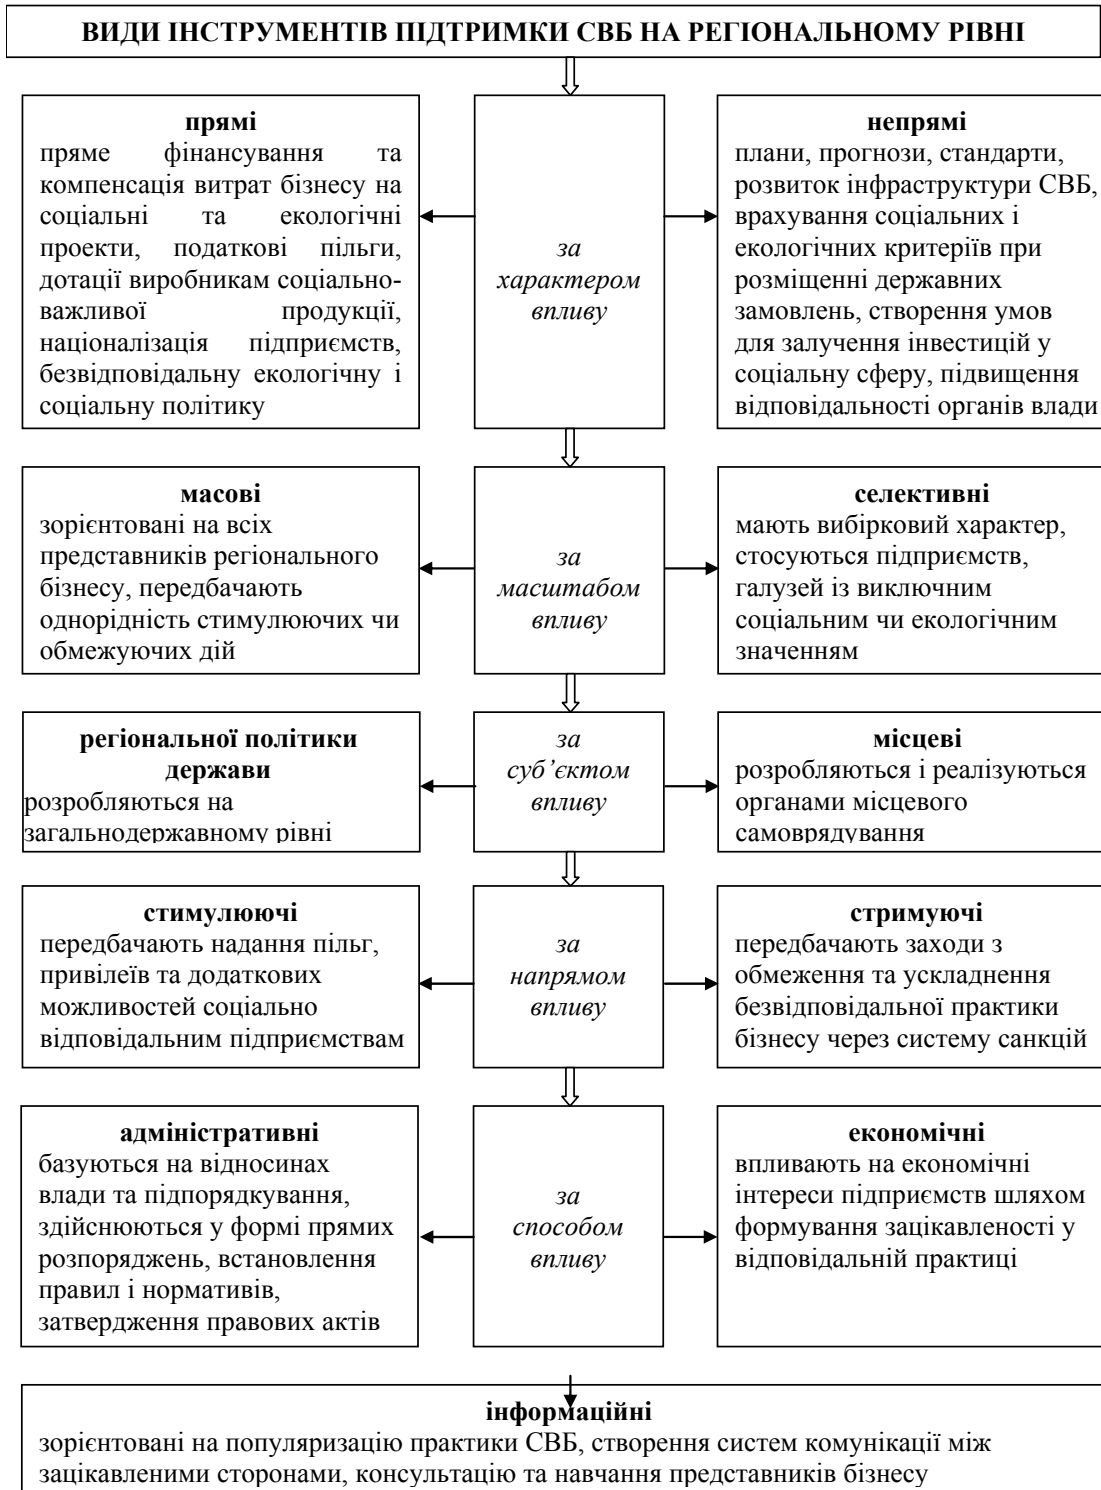 ВИДИ ІНСТРУМЕНТІВ ПІДТРИМКИ СВБ НА РЕГІОНАЛЬНОМУ РІВНІ
прямі
пряме фінансування та
компенсація витрат бізнесу на
соціальні та екологічні
проекти, податкові пільги,
дотації виробникам соціально-
важливої продукції,
націоналізація підприємств,
безвідповідальну екологічну і
соціальну політику
за
характером
впливу
непрямі
плани, прогнози, стандарти,
розвиток інфраструктури СВБ,
врахування соціальних і
екологічних критеріїв при
розміщенні державних
замовлень, створення умов
для залучення інвестицій у
соціальну сферу, підвищення
відповідальності органів влади
масові
зорієнтовані на всіх
представників регіонального
бізнесу, передбачають
однорідність стимулюючих чи
обмежуючих дій
за
масштабом
впливу
селективні
мають вибірковий характер,
стосуються підприємств,
галузей із виключним
соціальним чи екологічним
значенням
регіональної політики
держави
розробляються на
загальнодержавному рівні
за
суб’єктом
впливу
місцеві
розробляються і реалізуються
органами місцевого
самоврядування
стимулюючі
передбачають надання пільг,
привілеїв та додаткових
можливостей соціально
відповідальним підприємствам
за
напрямом
впливу
стримуючі
передбачають заходи з
обмеження та ускладнення
безвідповідальної практики
бізнесу через систему санкцій
адміністративні
базуються на відносинах
влади та підпорядкування,
здійснюються у формі прямих
розпоряджень, встановлення
правил і нормативів,
затвердження правових актів
за
способом
впливу
економічні
впливають на економічні
інтереси підприємств шляхом
формування зацікавленості у
відповідальній практиці
інформаційні
зорієнтовані на популяризацію практики СВБ, створення систем комунікації між
зацікавленими сторонами, консультацію та навчання представників бізнесу